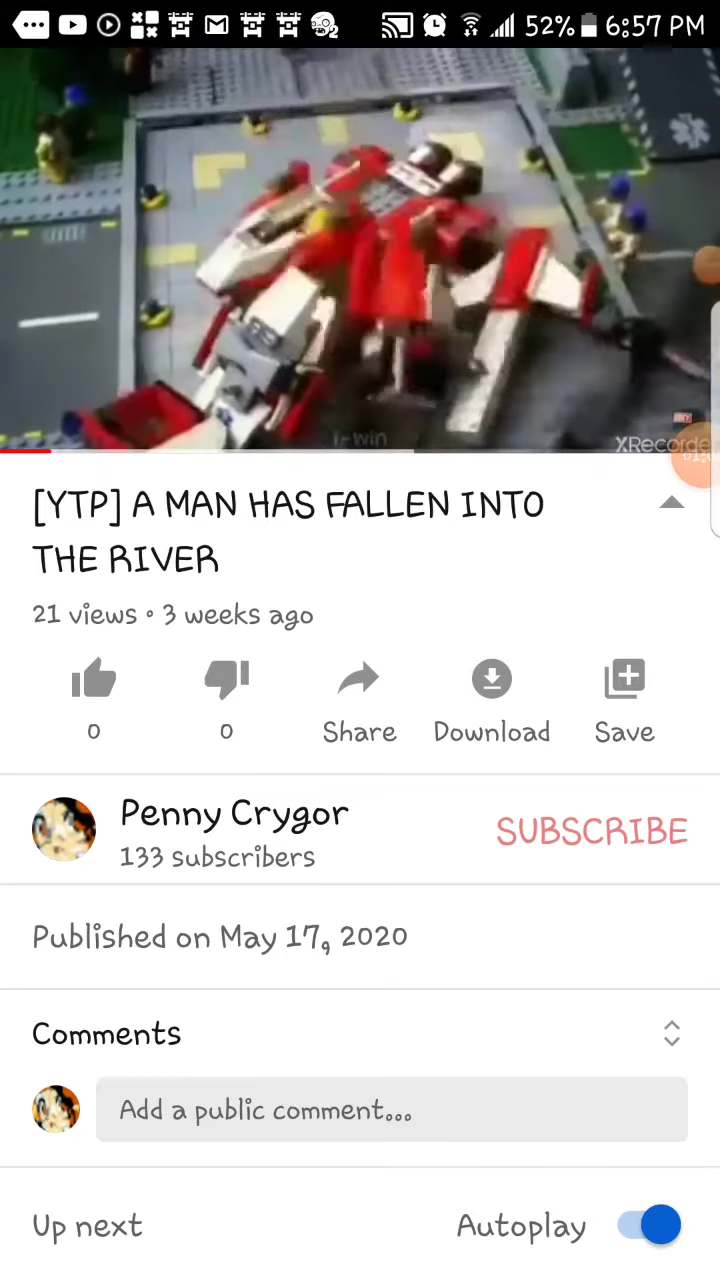 52% 6:57 PM
i-win
XRecorde
[YTP] A MAN HAS FALLEN INTO
THE RIVER
21 views • 3 weeks ago
0 0 Share Download Save
Penny Crygor
133 subscribers
SUBSCRIBE
Published on May 17, 2020
Comments
Add a public comment...
Up next Autoplay